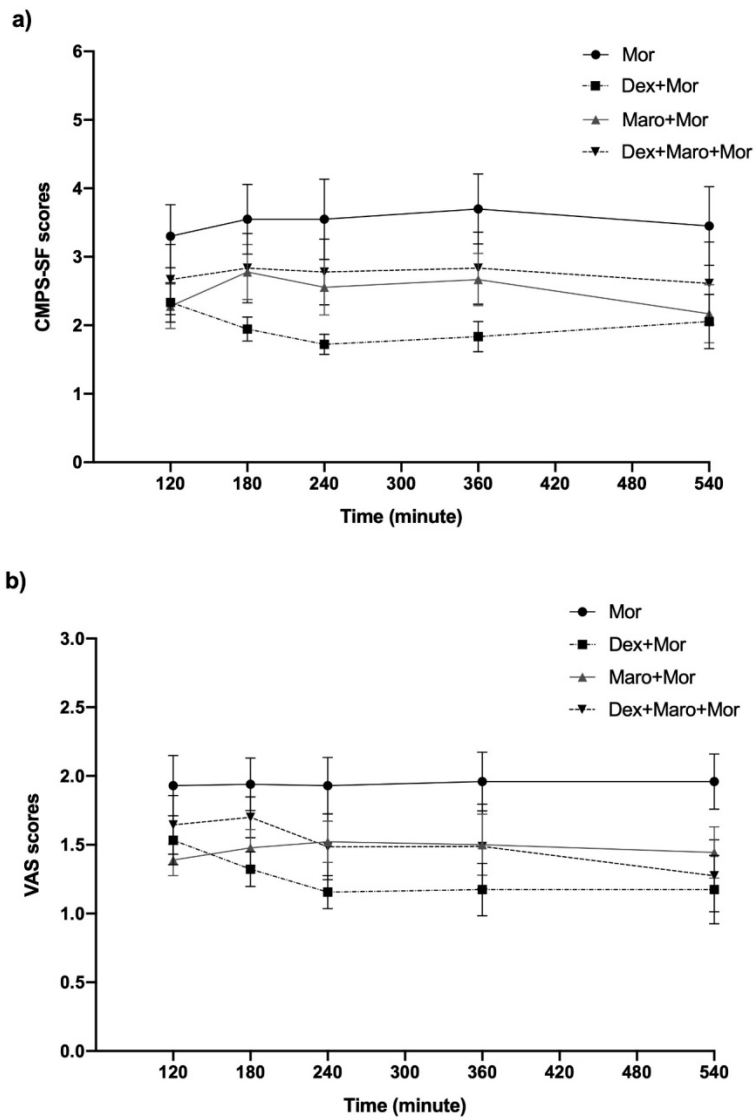 a)
Mor
Dex+Mor
Maro+Mor
Dex+Maro+Mor
CMPS-SF scores
6
5
4
3
2
1
0
120 180 240 300 360 420 480 540
Time (minute)
b)
Mor
Dex+Mor
Maro+Mor
Dex+Maro+Mor
VAS scores
3.0
2.5
2.0
1.5
1.0
0.5
0.0
120 180 240 300 360 420 480 540
Time (minute)